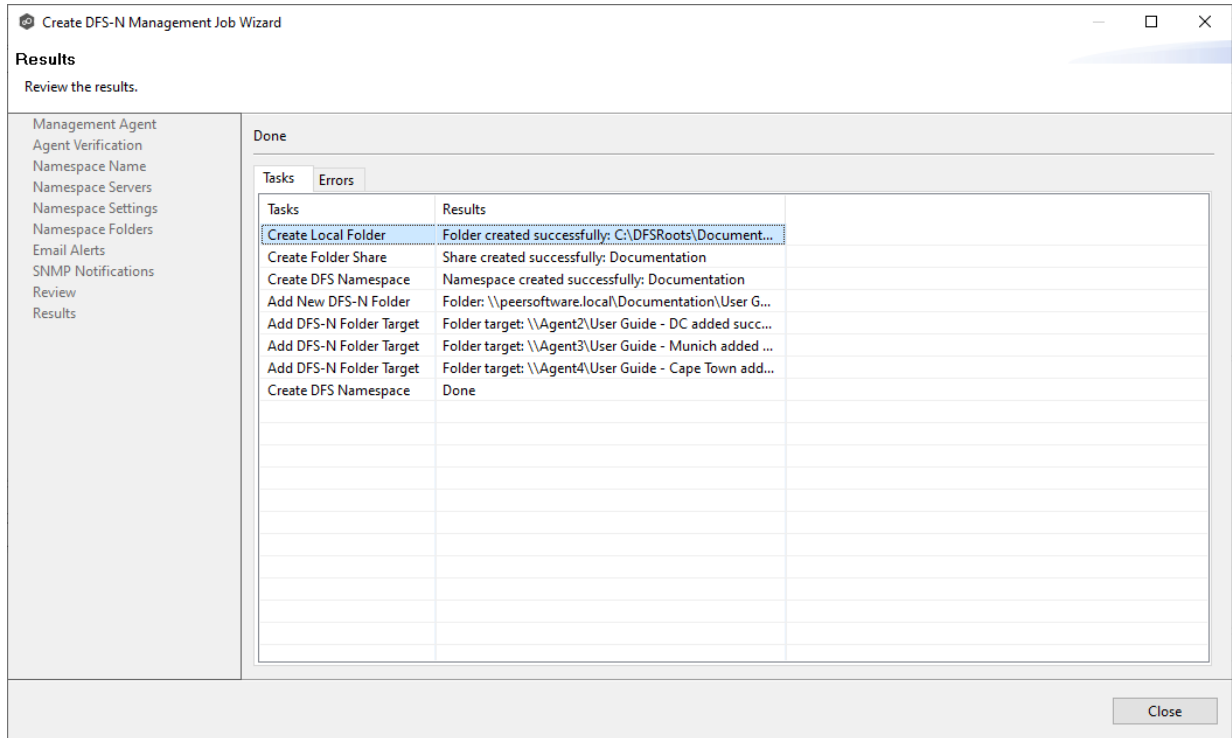 Create DFS-N Management Job Wizard
Results
Review the results.
Management Agent
Agent Verification
Namespace Name
Namespace Servers
Namespace Settings
Namespace Folders
Email Alerts
SNMP Notifications
Review
Results
Done
Tasks Errors
Tasks Results
Create Local Folder Folder created successfully: C:\DFSRoots\Document...
Create Folder Share Share created successfully: Documentation
Create DFS Namespace Namespace created successfully: Documentation
Add New DFS-N Folder Folder: \\peersoftware.local\Documentation\User G...
Add DFS-N Folder Target Folder target: \\Agent2\User Guide - DC added succ...
Add DFS-N Folder Target Folder target: \\Agent3\User Guide - Munich added ...
Add DFS-N Folder Target Folder target: \\Agent4\User Guide - Cape Town add...
Create DFS Namespace Done
Close